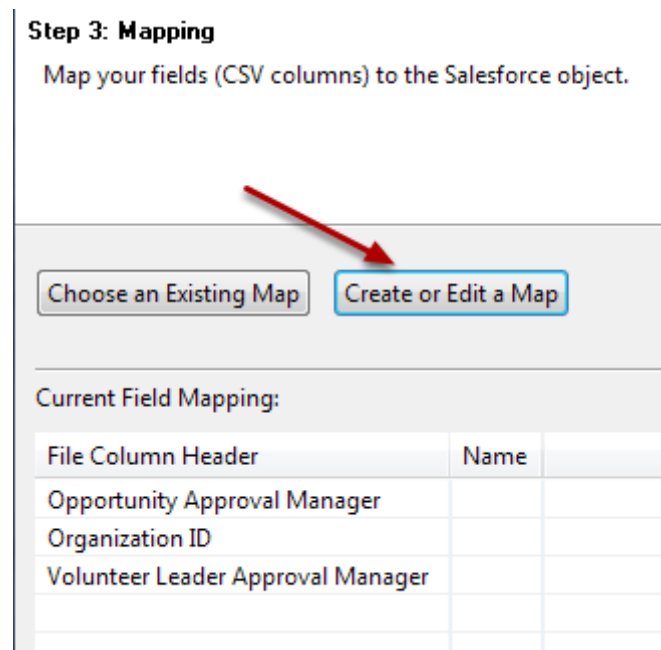 Step 3: Mapping
Map your fields (CSV columns) to the Salesforce object.
Choose an Existing Map
Create or Edit a Map
Current Field Mapping:
File Column Header Name
Opportunity Approval Manager
Organization ID
Volunteer Leader Approval Manager